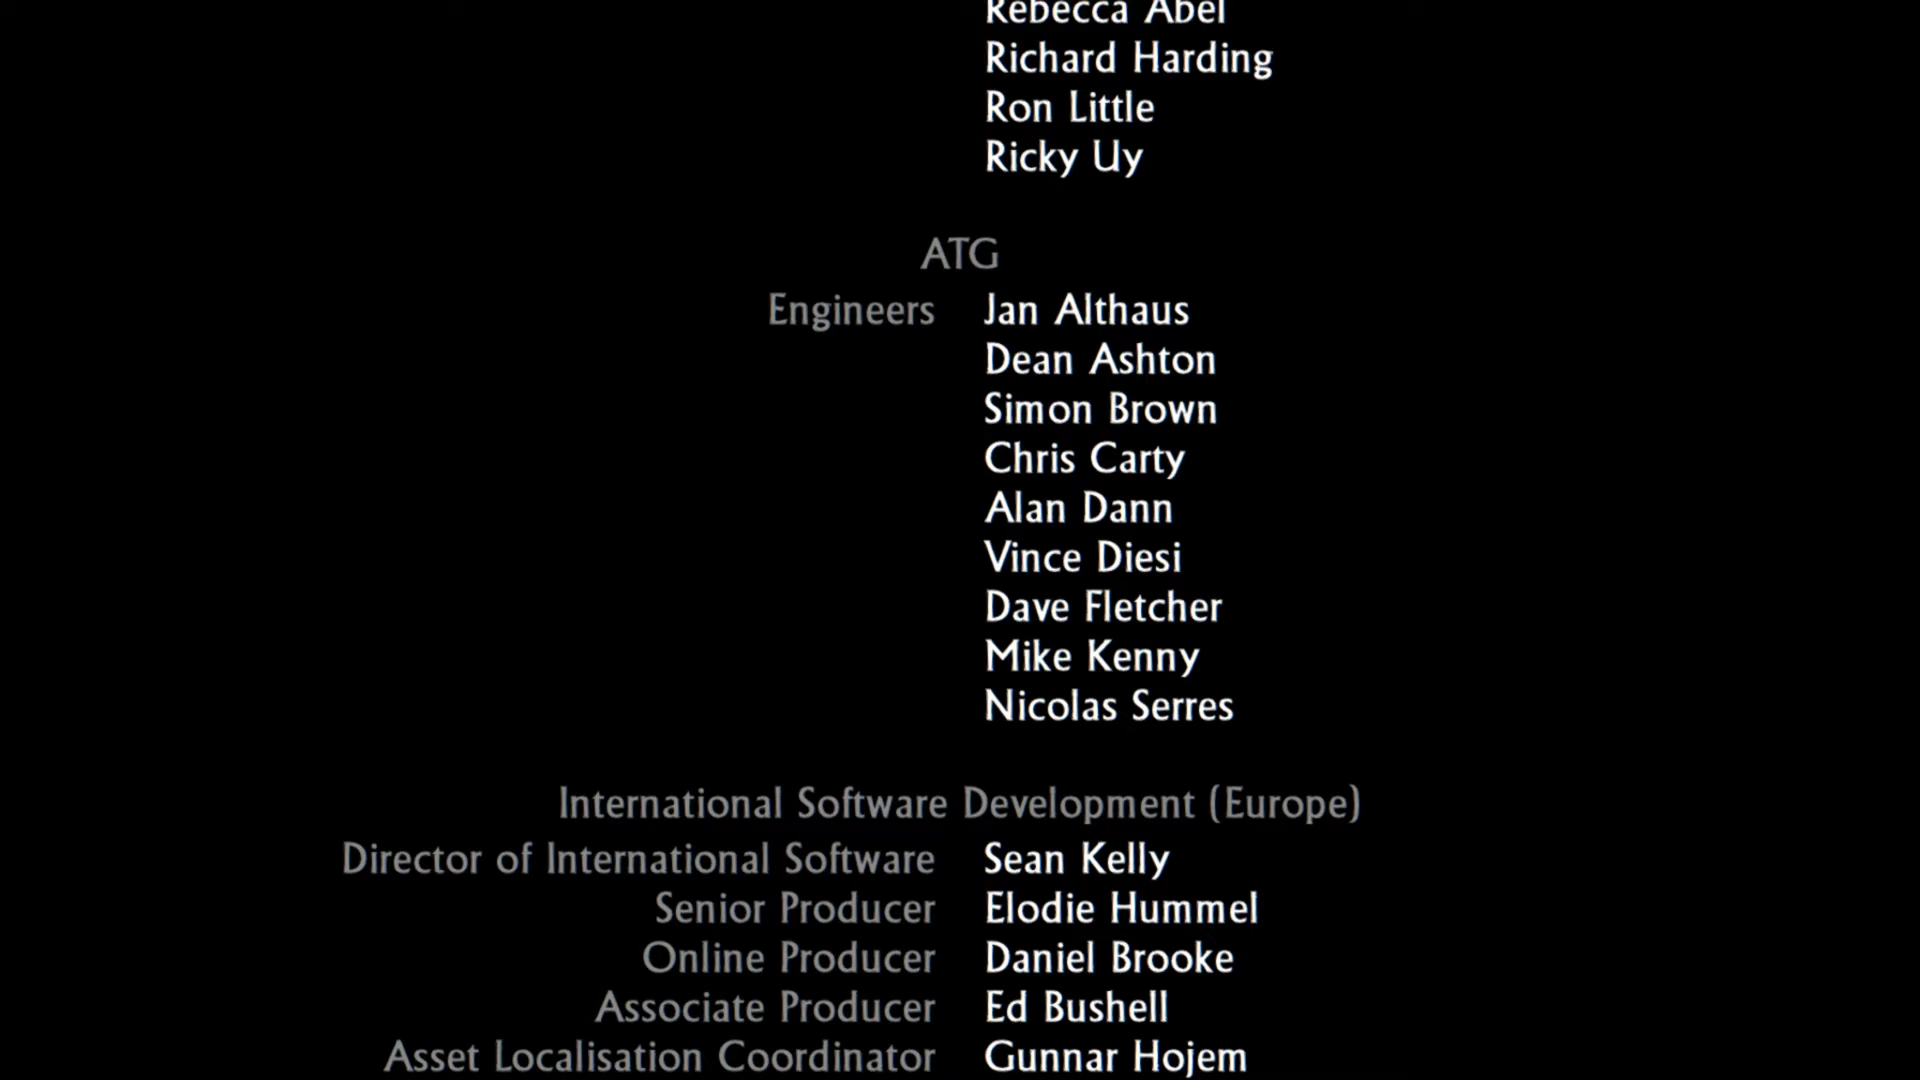 Rebecca Abel
Richard Harding
Ron Little
Ricky Uy
ATG
Engineers Jan Althaus
Dean Ashton
Simon Brown
Chris Carty
Alan Dann
Vince Diesi
Dave Fletcher
Mike Kenny
Nicolas Serres
International Software Development (Europe)
Director of International Software Sean Kelly
Senior Producer Elodie Hummel
Online Producer Daniel Brooke
Associate Producer Ed Bushell
Asset Localisation Coordinator Gunnar Hojem